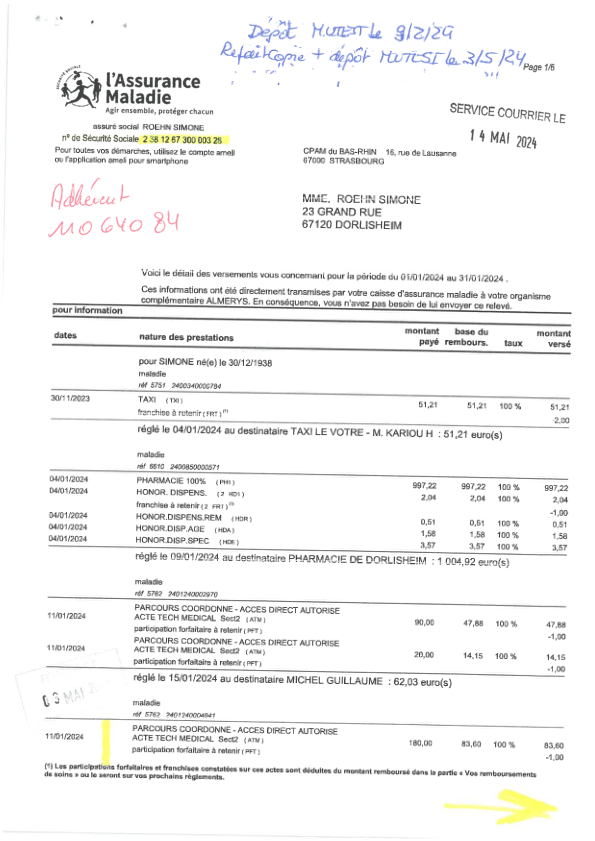 Dépôt MUTEST le 9/2/24
Refait copie + dépôt MUTEST le 3/5/24
Page 1/6
l'Assurance
Maladie
Agir ensemble, protéger chacun
SERVICE COURRIER LE
14 MAI 2024
assuré social ROEHN SIMONE
n° de Sécurité Sociale 2 38 12 67 300 003 25
Pour toutes vos démarches, utilisez le compte ameli
ou l'application ameli pour smartphone
CPAM du BAS-RHIN 16, rue de Lausanne
67000 STRASBOURG
Adhérent
110 640 84
MME. ROEHN SIMONE
23 GRAND RUE
67120 DORLISHEIM
Voici le détail des versements vous concernant pour la période du 01/01/2024 au 31/01/2024 .
Ces informations ont été directement transmises par votre caisse d'assurance maladie à votre organisme
complémentaire ALMERYS. En conséquence, vous n'avez pas besoin de lui envoyer ce relevé.
pour information
dates nature des prestations montant payé base du rembours. taux montant versé
pour SIMONE né(e) le 30/12/1938
maladie
réf 5751 2400340000784
30/11/2023 TAXI (TXI) 51,21 51,21 100 % 51,21
franchise à retenir (FRT) (1) -2,00
réglé le 04/01/2024 au destinataire TAXI LE VOTRE - M. KARIOU H : 51,21 euro(s)
maladie
réf 6610 2400850000571
04/01/2024 PHARMACIE 100% (PH1) 997,22 997,22 100 % 997,22
04/01/2024 HONOR. DISPENS. (2 HD1) 2,04 2,04 100 % 2,04
franchise à retenir (2 FRT) (1) -1,00
04/01/2024 HONOR.DISPEN.REM (HDR) 0,51 0,51 100 % 0,51
04/01/2024 HONOR.DISP.AGE (HDA) 1,58 1,58 100 % 1,58
04/01/2024 HONOR.DISP.SPEC (HDE) 3,57 3,57 100 % 3,57
réglé le 09/01/2024 au destinataire PHARMACIE DE DORLISHEIM : 1 004,92 euro(s)
maladie
réf 5762 2401240002970
11/01/2024 PARCOURS COORDONNE - ACCES DIRECT AUTORISE
ACTE TECH MEDICAL Sect2 (ATM) 90,00 47,88 100 % 47,88
participation forfaitaire à retenir (PFT) -1,00
11/01/2024 PARCOURS COORDONNE - ACCES DIRECT AUTORISE
ACTE TECH MEDICAL Sect2 (ATM) 20,00 14,15 100 % 14,15
participation forfaitaire à retenir (PFT) -1,00
réglé le 15/01/2024 au destinataire MICHEL GUILLAUME : 62,03 euro(s)
03 MAI
maladie
réf 5762 2401240004941
11/01/2024 PARCOURS COORDONNE - ACCES DIRECT AUTORISE
ACTE TECH MEDICAL Sect2 (ATM) 180,00 83,60 100 % 83,60
participation forfaitaire à retenir (PFT) -1,00
(1) Les participations forfaitaires et franchises constatées sur ces actes sont déduites du montant remboursé dans la partie « Vos remboursements
de soins » ou le seront sur vos prochains règlements.